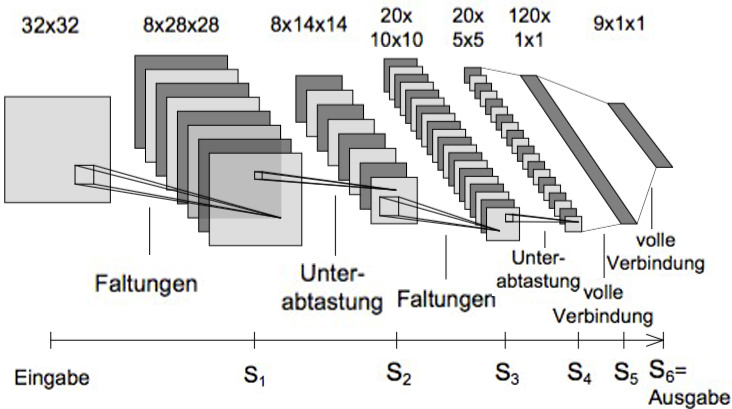 32x32
8x28x28
8x14x14
20x
10x10
20x
5x5
120x
1x1
9x1x1
Faltungen
Unter-
abtastung
Faltungen
Unter-
abtastung
volle
Verbindung
volle
Verbindung
Eingabe
S1
S2
S3
S4
S5
S6=
Ausgabe